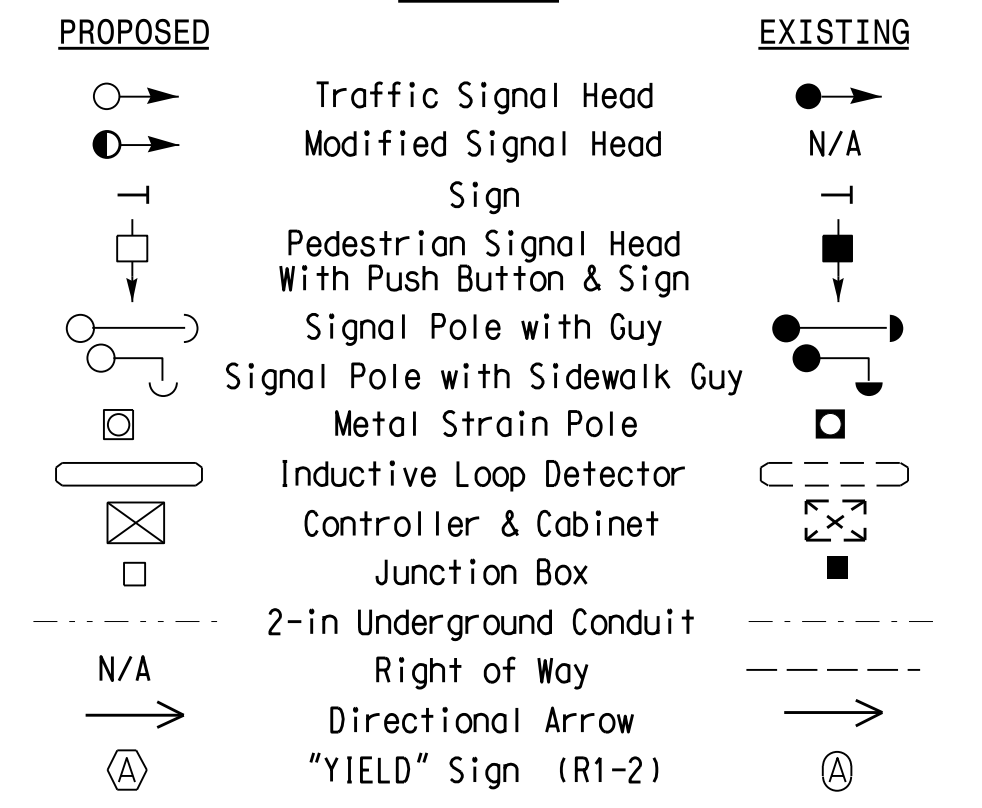 PROPOSED EXISTING
Traffic Signal Head
Modified Signal Head N/A
Sign
Pedestrian Signal Head
With Push Button & Sign
Signal Pole with Guy
Signal Pole with Sidewalk Guy
Metal Strain Pole
Inductive Loop Detector
Controller & Cabinet
Junction Box
2-in Underground Conduit
N/A Right of Way
Directional Arrow
A "YIELD" Sign (R1-2) A